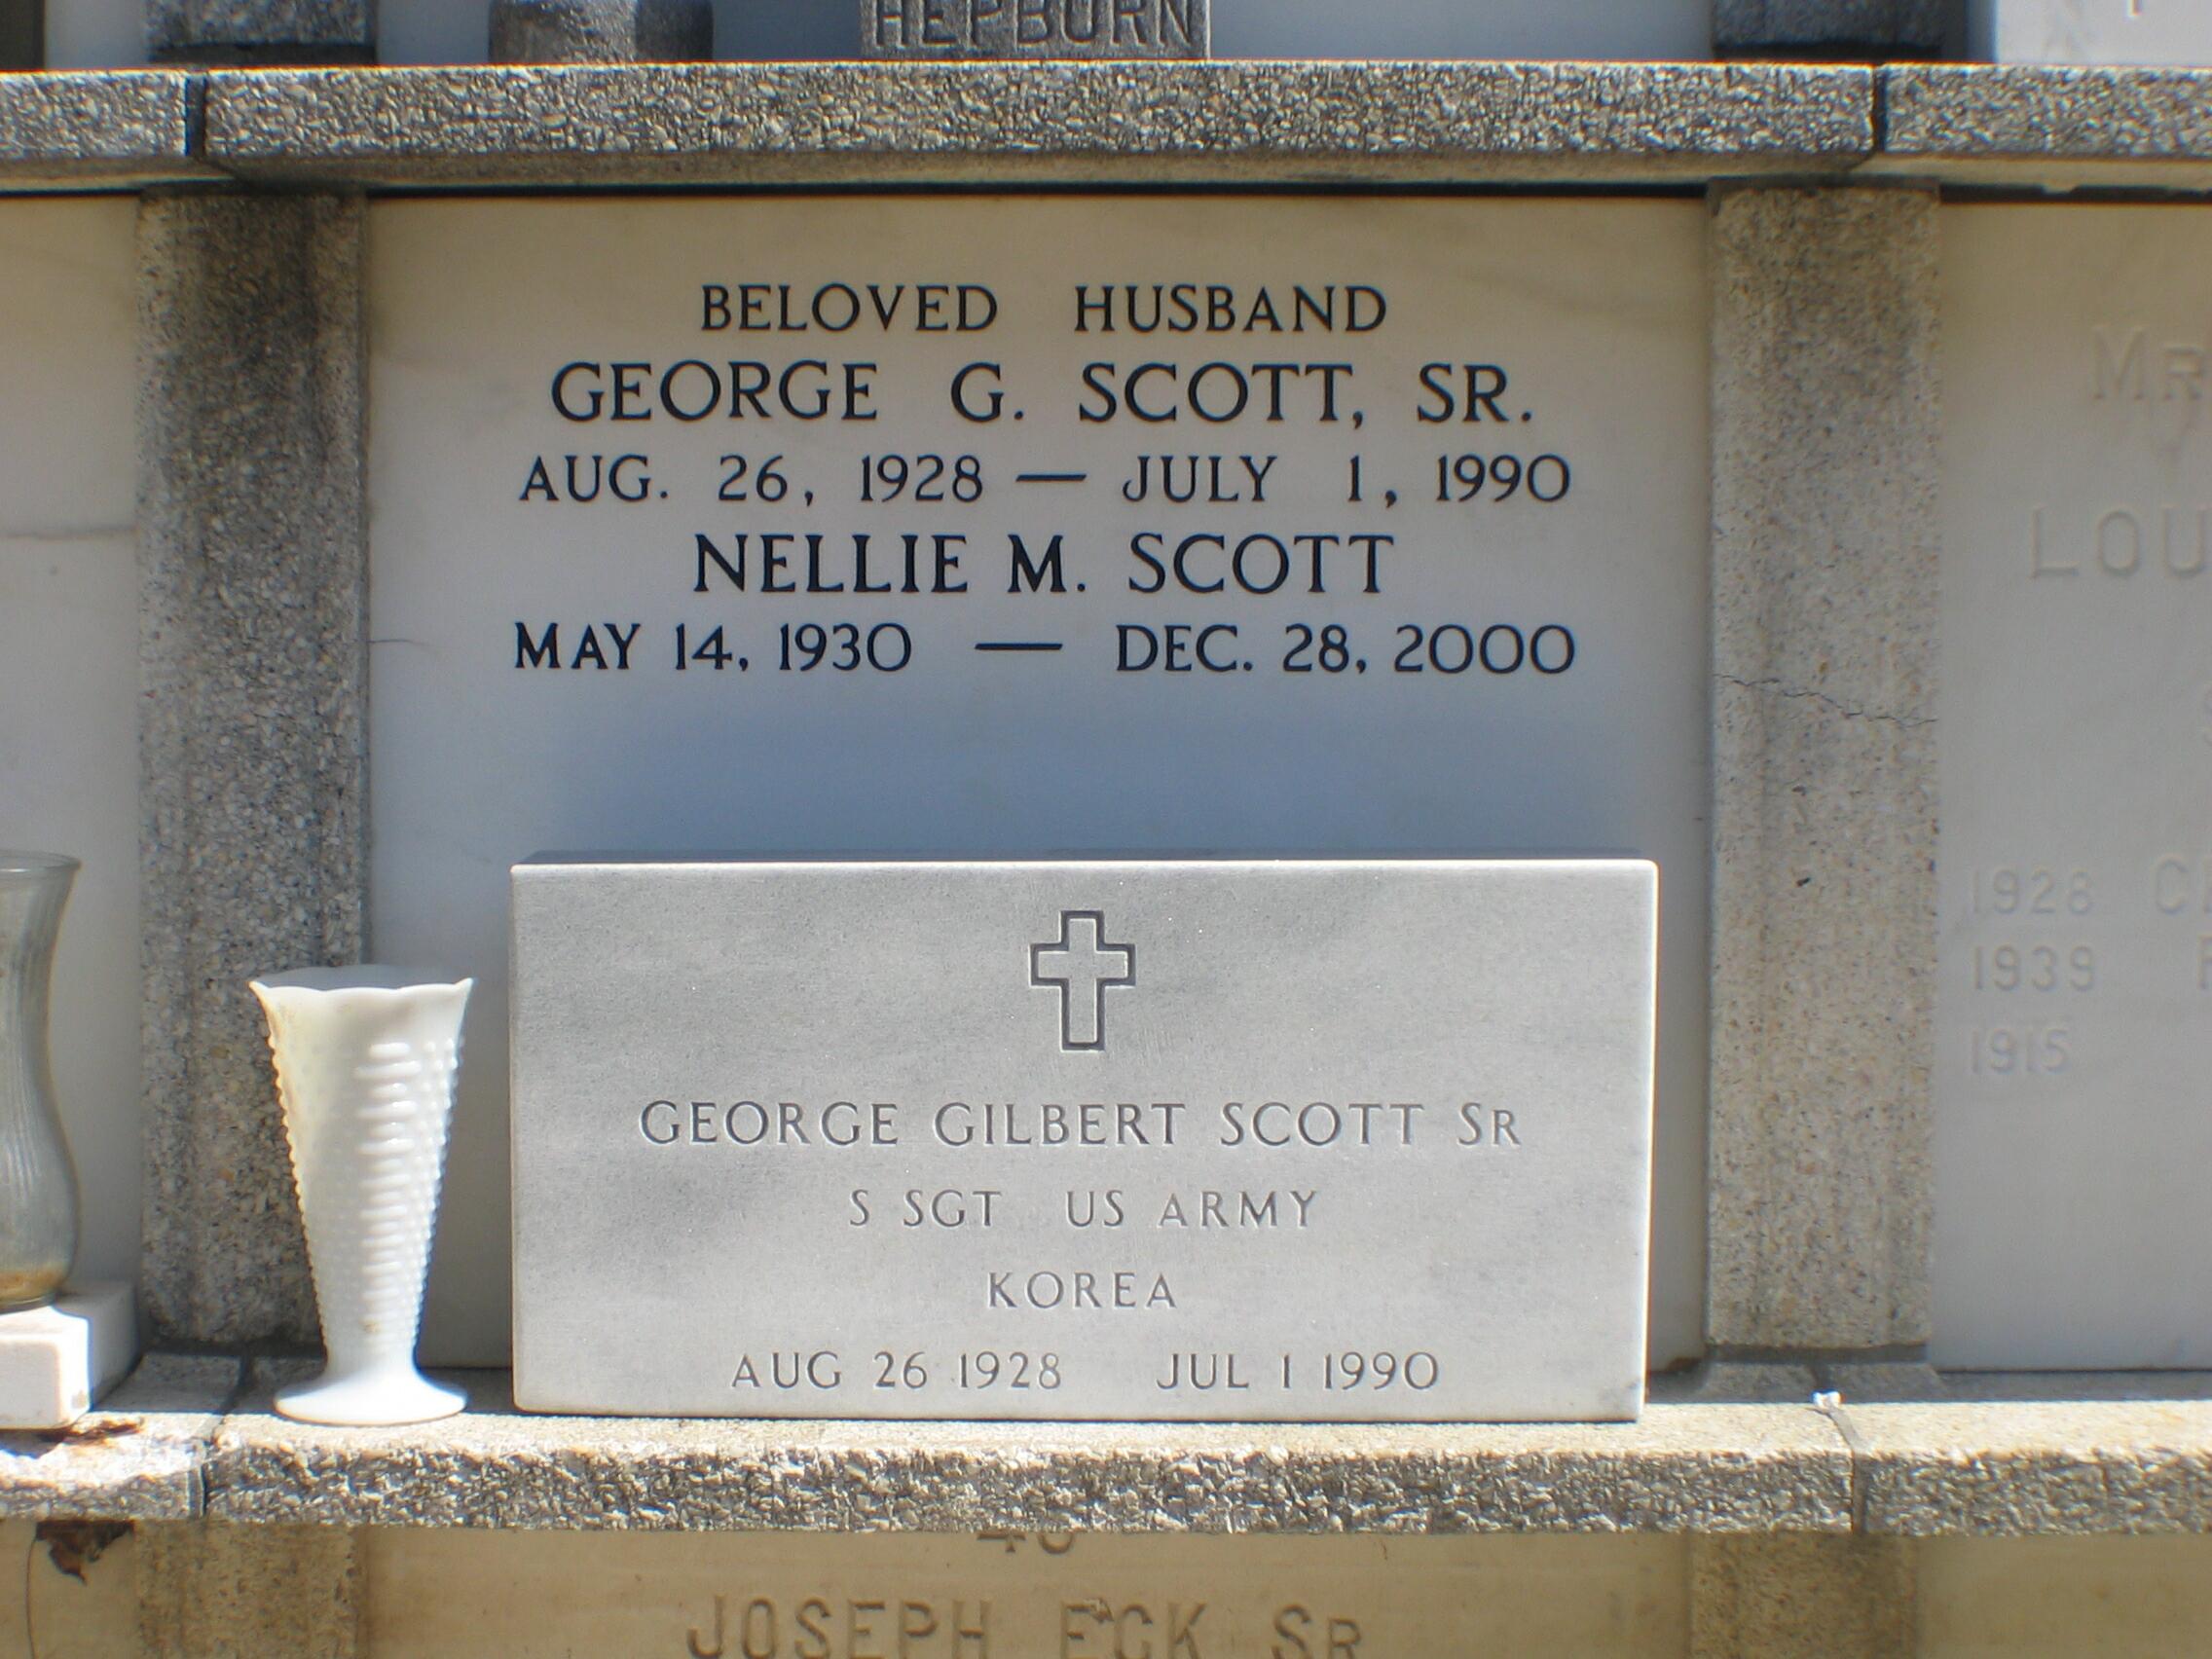 HEPBURN
BELOVED HUSBAND
GEORGE G. SCOTT, SR.
AUG. 26, 1928 — JULY 1, 1990
NELLIE M. SCOTT
MAY 14, 1930 — DEC. 28, 2000
GEORGE GILBERT SCOTT SR
S SGT US ARMY
KOREA
AUG 26 1928 JUL 1 1990
MR
LOU
1928
1939
1915
JOSEPH ECK SR